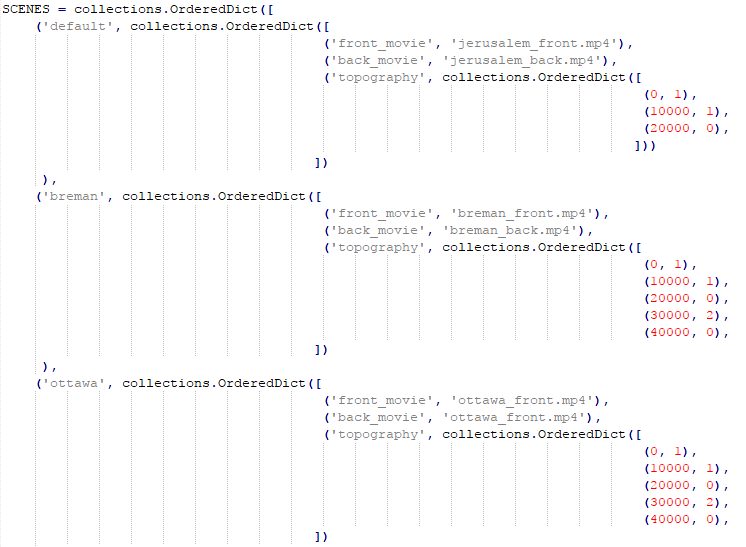 SCENES = collections.OrderedDict([
('default', collections.OrderedDict([
('front_movie', 'jerusalem_front.mp4'),
('back_movie', 'jerusalem_back.mp4'),
('topography', collections.OrderedDict([
(0, 1),
(10000, 1),
(20000, 0),
]))
])
),
('breman', collections.OrderedDict([
('front_movie', 'breman_front.mp4'),
('back_movie', 'breman_back.mp4'),
('topography', collections.OrderedDict([
(0, 1),
(10000, 1),
(20000, 0),
(30000, 2),
(40000, 0),
])
),
('ottawa', collections.OrderedDict([
('front_movie', 'ottawa_front.mp4'),
('back_movie', 'ottawa_front.mp4'),
('topography', collections.OrderedDict([
(0, 1),
(10000, 1),
(20000, 0),
(30000, 2),
(40000, 0),
])